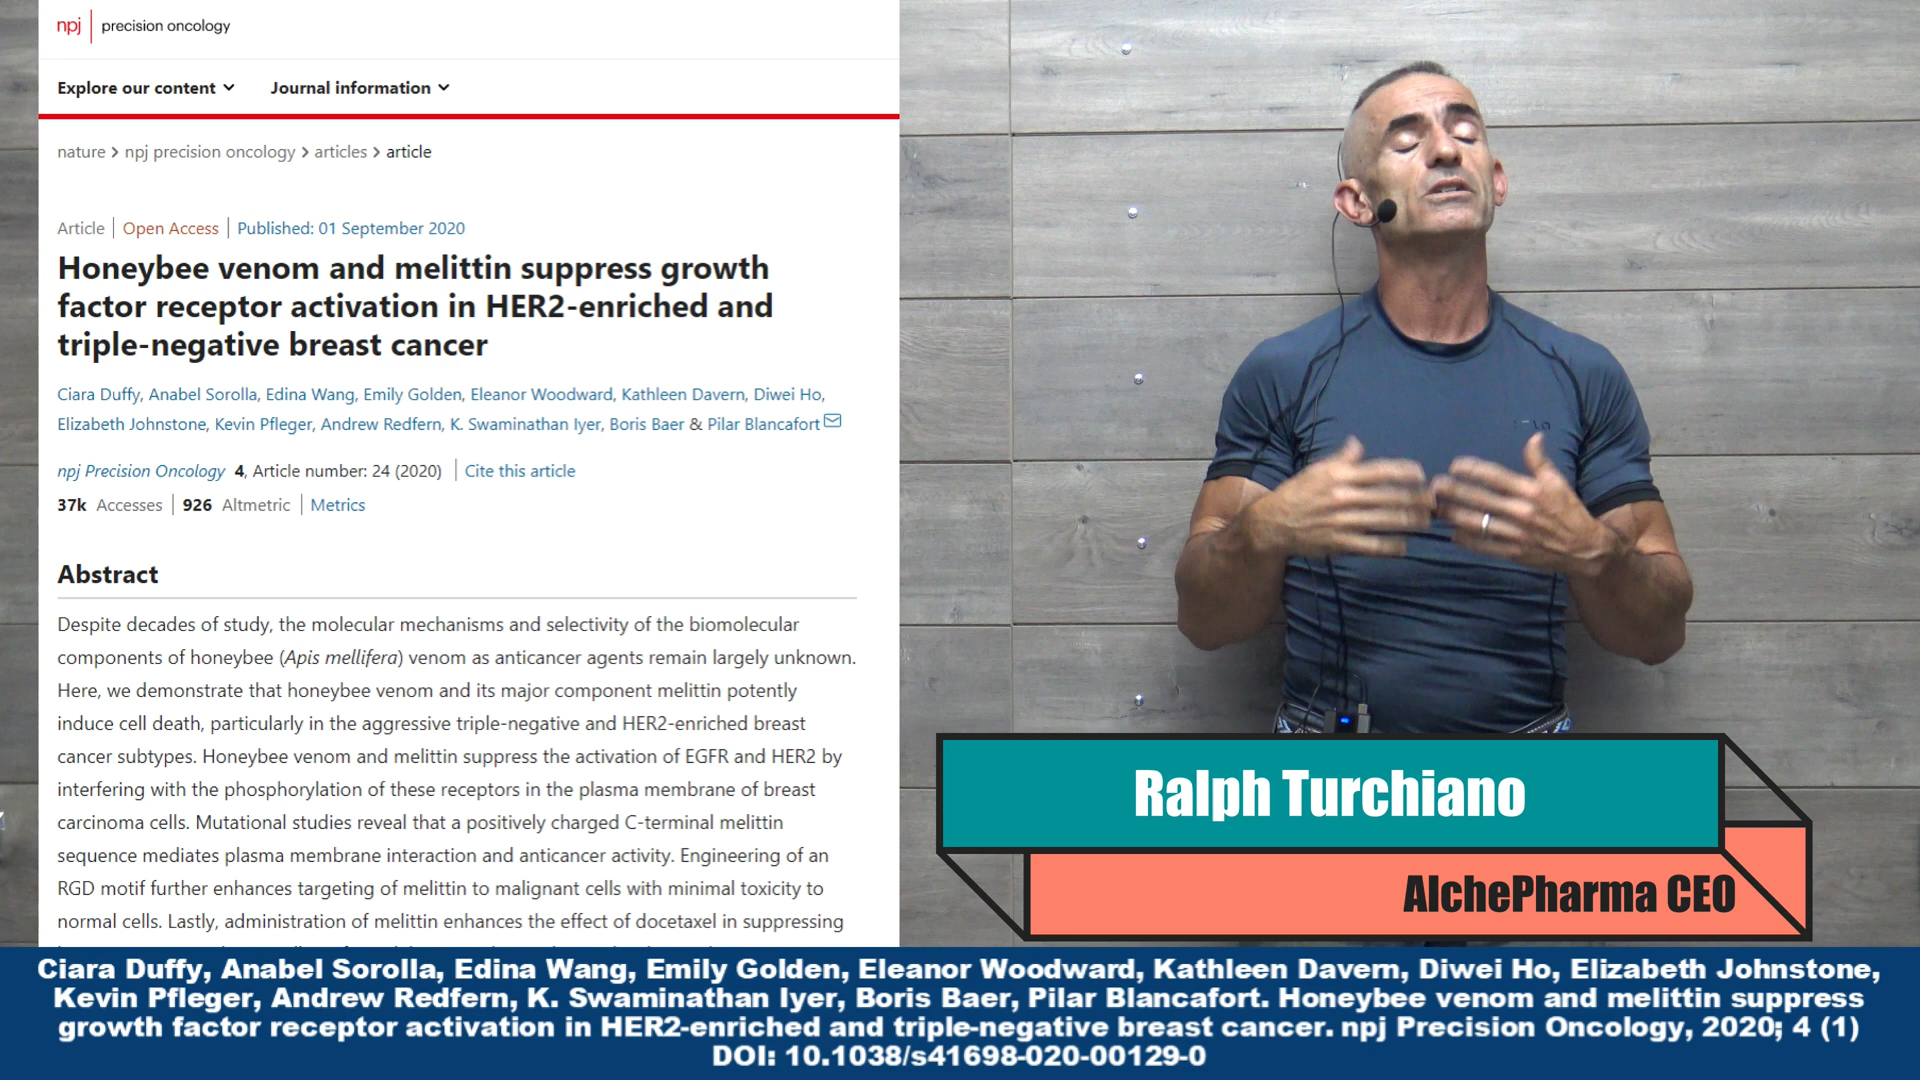 npj | precision oncology
Explore our content
Journal information
nature > npj precision oncology > articles > article
Article | Open Access | Published: 01 September 2020
Honeybee venom and melittin suppress growth
factor receptor activation in HER2-enriched and
triple-negative breast cancer
Ciara Duffy, Anabel Sorolla, Edina Wang, Emily Golden, Eleanor Woodward, Kathleen Davern, Diwei Ho,
Elizabeth Johnstone, Kevin Pfleger, Andrew Redfern, K. Swaminathan Iyer, Boris Baer & Pilar Blancafort
npj Precision Oncology 4, Article number: 24 (2020) | Cite this article
37k Accesses | 926 Altmetric | Metrics
Abstract
Despite decades of study, the molecular mechanisms and selectivity of the biomolecular
components of honeybee (Apis mellifera) venom as anticancer agents remain largely unknown.
Here, we demonstrate that honeybee venom and its major component melittin potently
induce cell death, particularly in the aggressive triple-negative and HER2-enriched breast
cancer subtypes. Honeybee venom and melittin suppress the activation of EGFR and HER2 by
interfering with the phosphorylation of these receptors in the plasma membrane of breast
carcinoma cells. Mutational studies reveal that a positively charged C-terminal melittin
sequence mediates plasma membrane interaction and anticancer activity. Engineering of an
RGD motif further enhances targeting of melittin to malignant cells with minimal toxicity to
normal cells. Lastly, administration of melittin enhances the effect of docetaxel in suppressing
Ralph Turchiano
AlchePharma CEO
Ciara Duffy, Anabel Sorolla, Edina Wang, Emily Golden, Eleanor Woodward, Kathleen Davern, Diwei Ho, Elizabeth Johnstone,
Kevin Pfleger, Andrew Redfern, K. Swaminathan Iyer, Boris Baer, Pilar Blancafort. Honeybee venom and melittin suppress
growth factor receptor activation in HER2-enriched and triple-negative breast cancer. npj Precision Oncology, 2020; 4 (1)
DOI: 10.1038/s41698-020-00129-0